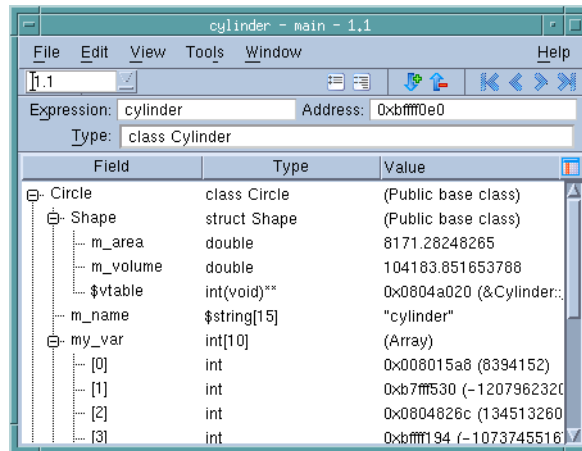 cylinder - main - 1.1
File Edit View Tools Window Help
1.1
Expression: cylinder Address: 0xbffff0e0
Type: class Cylinder
Field Type Value
Circle class Circle (Public base class)
Shape struct Shape (Public base class)
m_area double 8171.28248265
m_volume double 104183.851653788
$vtable int(void)** 0x0804a020 (&Cylinder::
m_name $string[15] "cylinder"
my_var int[10] (Array)
[0] int 0x008015a8 (8394152)
[1] int 0xb7fff530 (-1207962320
[2] int 0x0804826c (134513260
[3] int 0xbffff194 (-1073745516